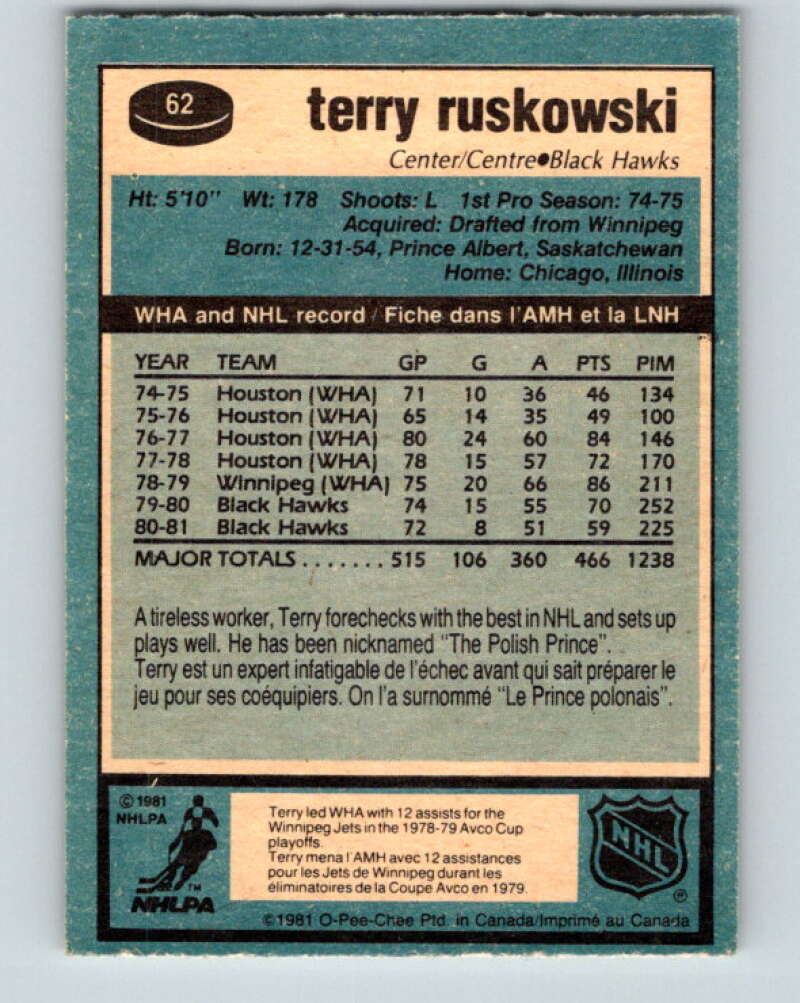 62
terry ruskowski
Center/Centre●Black Hawks
Ht: 5'10" Wt: 178 Shoots: L 1st Pro Season: 74-75
Acquired: Drafted from Winnipeg
Born: 12-31-54, Prince Albert, Saskatchewan
Home: Chicago, Illinois
WHA and NHL record / Fiche dans l'AMH et la LNH
YEAR TEAM GP G A PTS PIM
74-75 Houston (WHA) 71 10 36 46 134
75-76 Houston (WHA) 65 14 35 49 100
76-77 Houston (WHA) 80 24 60 84 146
77-78 Houston (WHA) 78 15 57 72 170
78-79 Winnipeg (WHA) 75 20 66 86 211
79-80 Black Hawks 74 15 55 70 252
80-81 Black Hawks 72 8 51 59 225
MAJOR TOTALS ....... 515 106 360 466 1238
A tireless worker, Terry forechecks with the best in NHL and sets up
plays well. He has been nicknamed "The Polish Prince".
Terry est un expert infatigable de l'échec avant qui sait préparer le
jeu pour ses coéquipiers. On l'a surnommé "Le Prince polonais".
© 1981
NHLPA
TM
NHLPA
Terry led WHA with 12 assists for the
Winnipeg Jets in the 1978-79 Avco Cup
playoffs.
Terry mena l'AMH avec 12 assistances
pour les Jets de Winnipeg durant les
éliminatoires de la Coupe Avco en 1979.
NHL
®
© 1981 O-Pee-Chee Ptd. in Canada/Imprimé au Canada